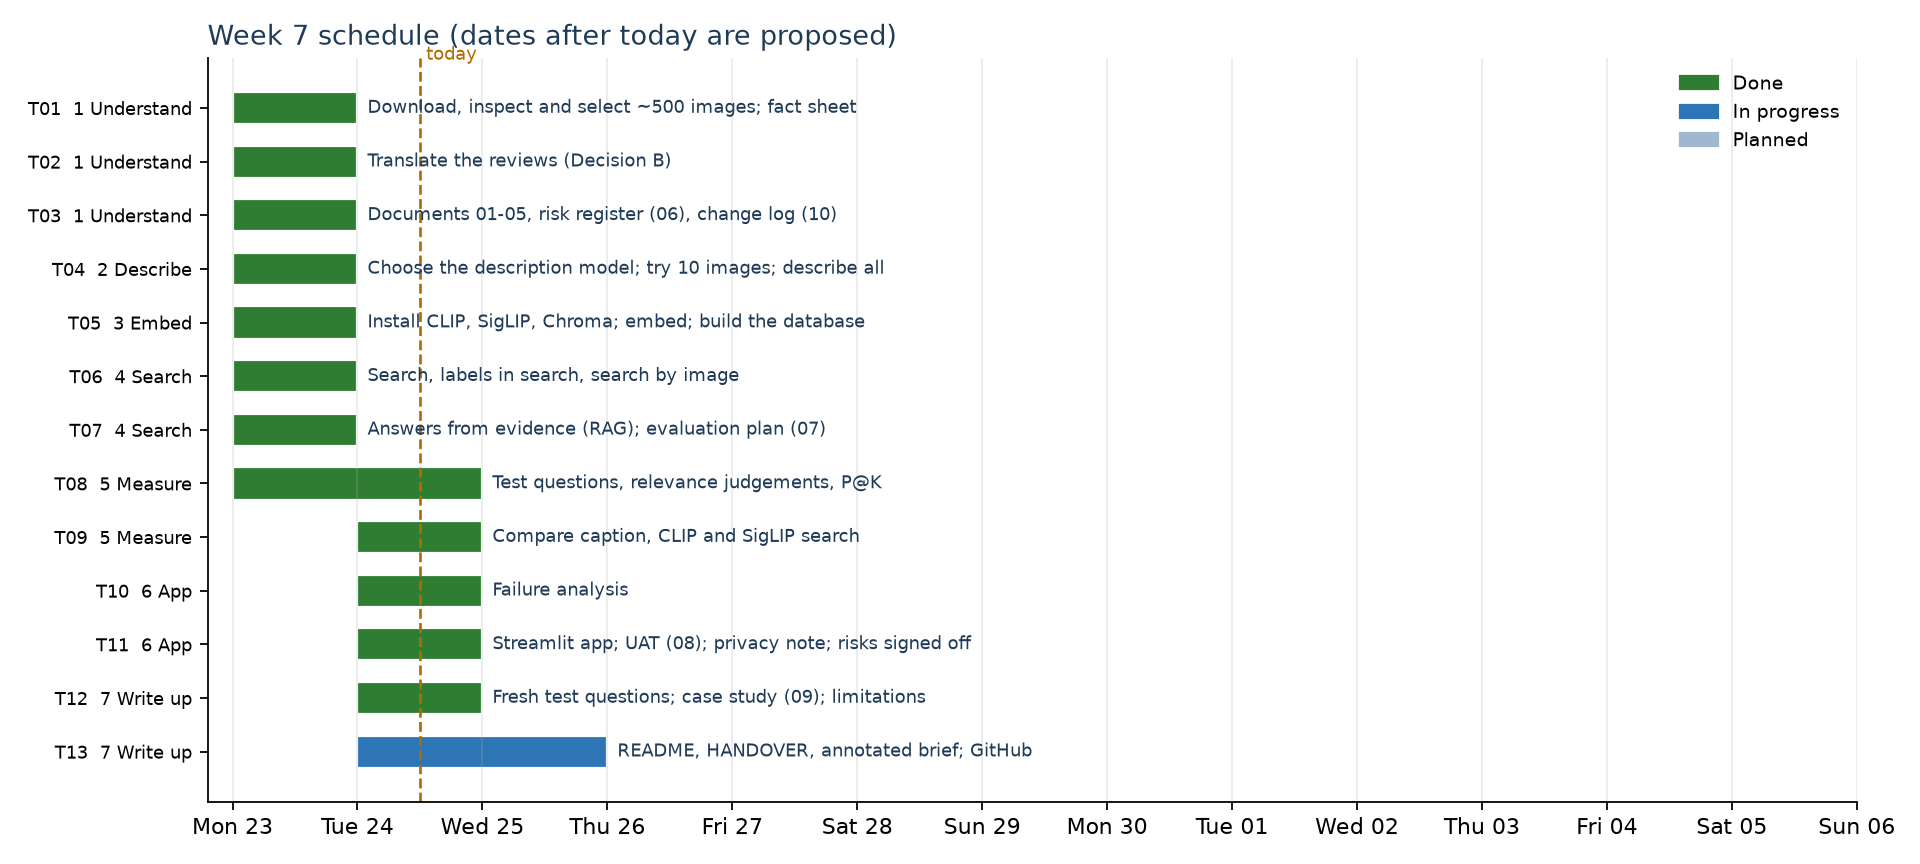 Week 7 schedule (dates after today are proposed)
today
Done
In progress
Planned
T01 1 Understand Download, inspect and select ~500 images; fact sheet
T02 1 Understand Translate the reviews (Decision B)
T03 1 Understand Documents 01-05, risk register (06), change log (10)
T04 2 Describe Choose the description model; try 10 images; describe all
T05 3 Embed Install CLIP, SigLIP, Chroma; embed; build the database
T06 4 Search Search, labels in search, search by image
T07 4 Search Answers from evidence (RAG); evaluation plan (07)
T08 5 Measure Test questions, relevance judgements, P@K
T09 5 Measure Compare caption, CLIP and SigLIP search
T10 6 App Failure analysis
T11 6 App Streamlit app; UAT (08); privacy note; risks signed off
T12 7 Write up Fresh test questions; case study (09); limitations
T13 7 Write up README, HANDOVER, annotated brief; GitHub
Mon 23 Tue 24 Wed 25 Thu 26 Fri 27 Sat 28 Sun 29 Mon 30 Tue 01 Wed 02 Thu 03 Fri 04 Sat 05 Sun 06